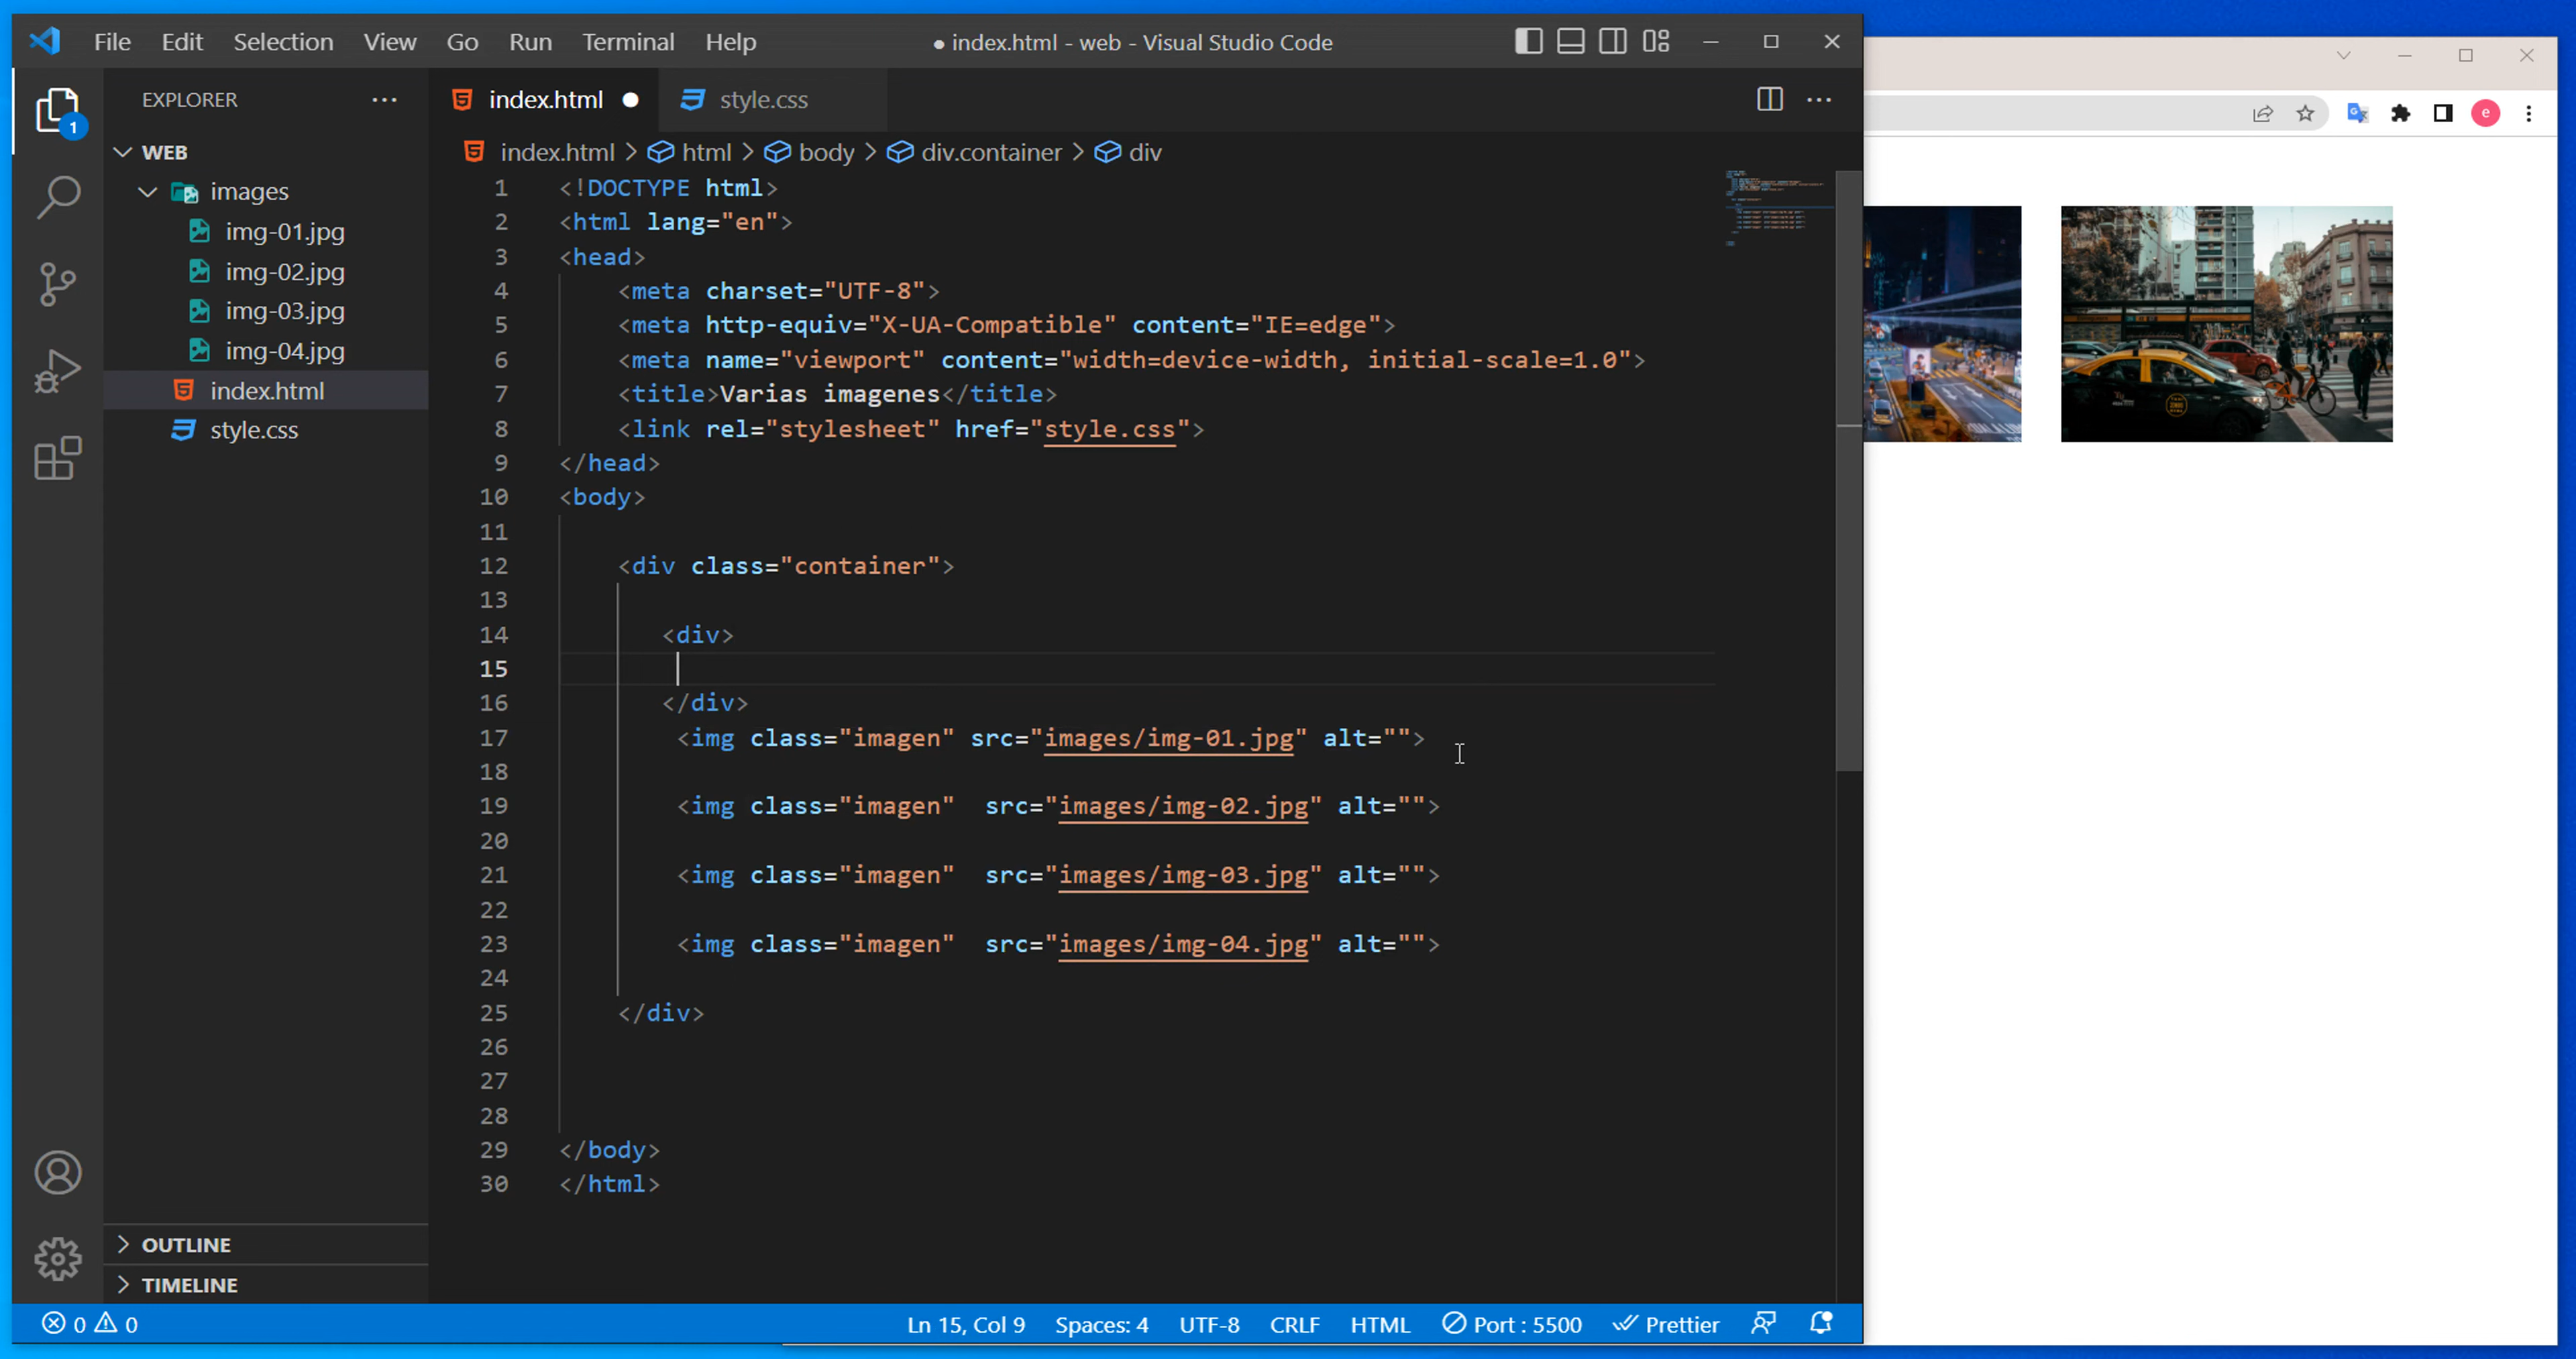 File Edit Selection View Go Run Terminal Help
● index.html - web - Visual Studio Code
EXPLORER
1
WEB
images
img-01.jpg
img-02.jpg
img-03.jpg
img-04.jpg
index.html
style.css
OUTLINE
TIMELINE
index.html ● style.css
index.html > html > body > div.container > div
1 <!DOCTYPE html>
2 <html lang="en">
3 <head>
4 <meta charset="UTF-8">
5 <meta http-equiv="X-UA-Compatible" content="IE=edge">
6 <meta name="viewport" content="width=device-width, initial-scale=1.0">
7 <title>Varias imagenes</title>
8 <link rel="stylesheet" href="style.css">
9 </head>
10 <body>
11
12 <div class="container">
13
14 <div>
15
16 </div>
17 <img class="imagen" src="images/img-01.jpg" alt="">
18
19 <img class="imagen"  src="images/img-02.jpg" alt="">
20
21 <img class="imagen"  src="images/img-03.jpg" alt="">
22
23 <img class="imagen"  src="images/img-04.jpg" alt="">
24
25 </div>
26
27
28
29 </body>
30 </html>
0 0 Ln 15, Col 9 Spaces: 4 UTF-8 CRLF HTML Port : 5500 Prettier
e